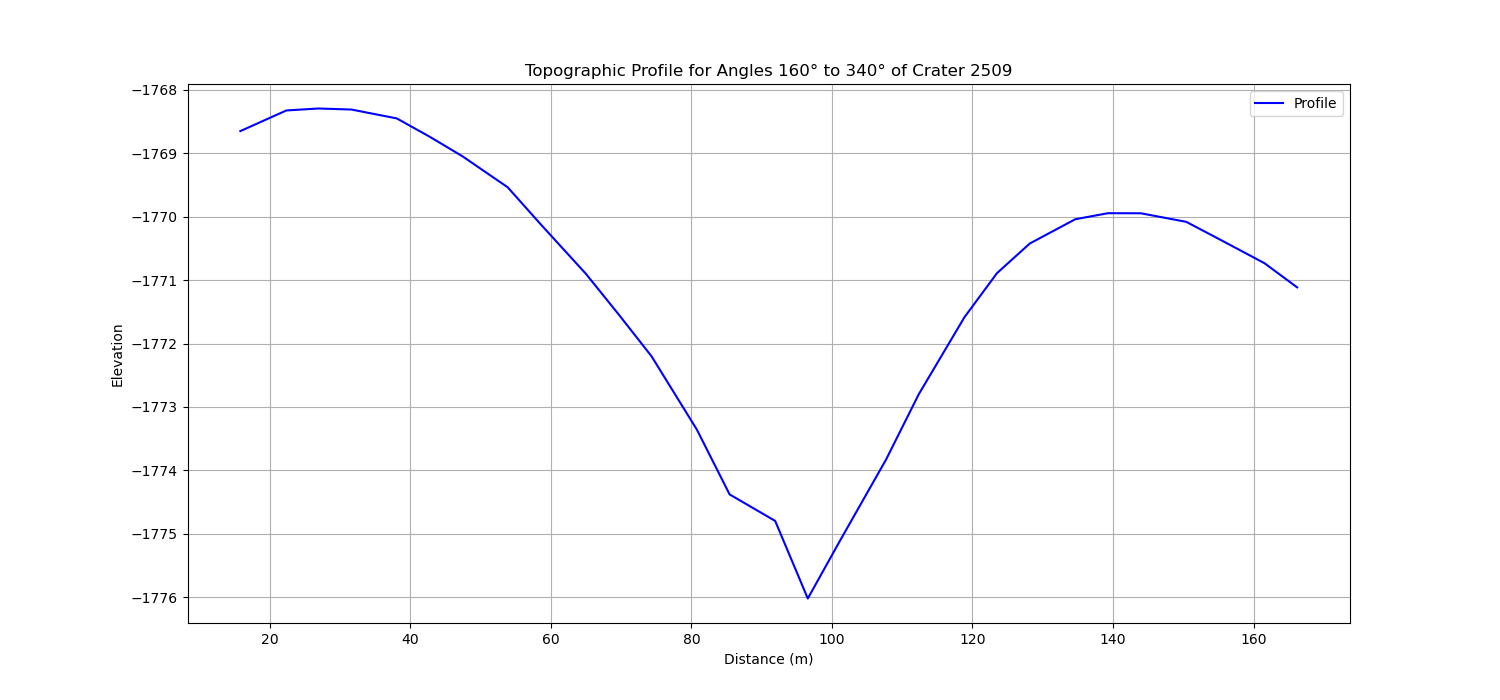 Topographic Profile for Angles 160° to 340° of Crater 2509
Profile
−1768
−1769
−1770
−1771
−1772
−1773
−1774
−1775
−1776
Elevation
20 40 60 80 100 120 140 160
Distance (m)